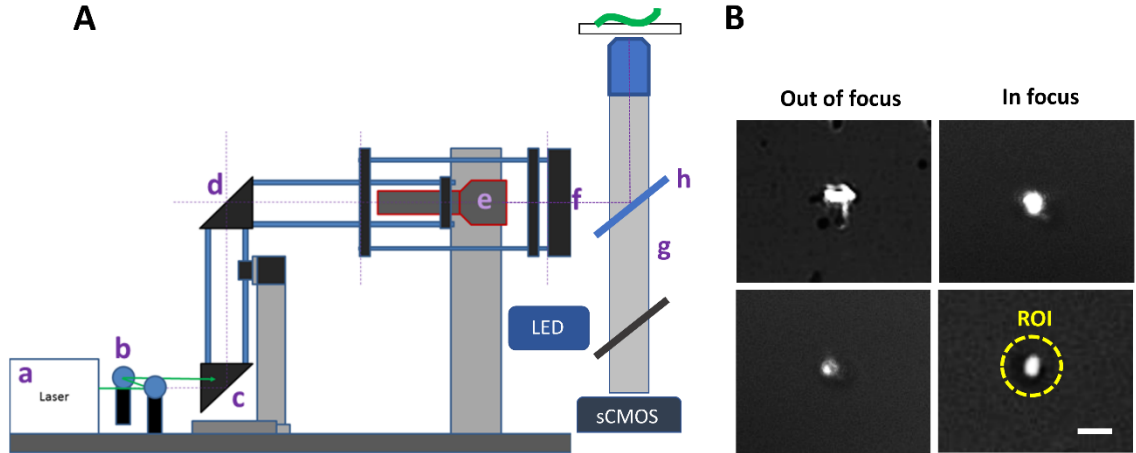 A
B
Out of focus
In focus
d
e
f
h
g
b
a
Laser
c
LED
sCMOS
ROI